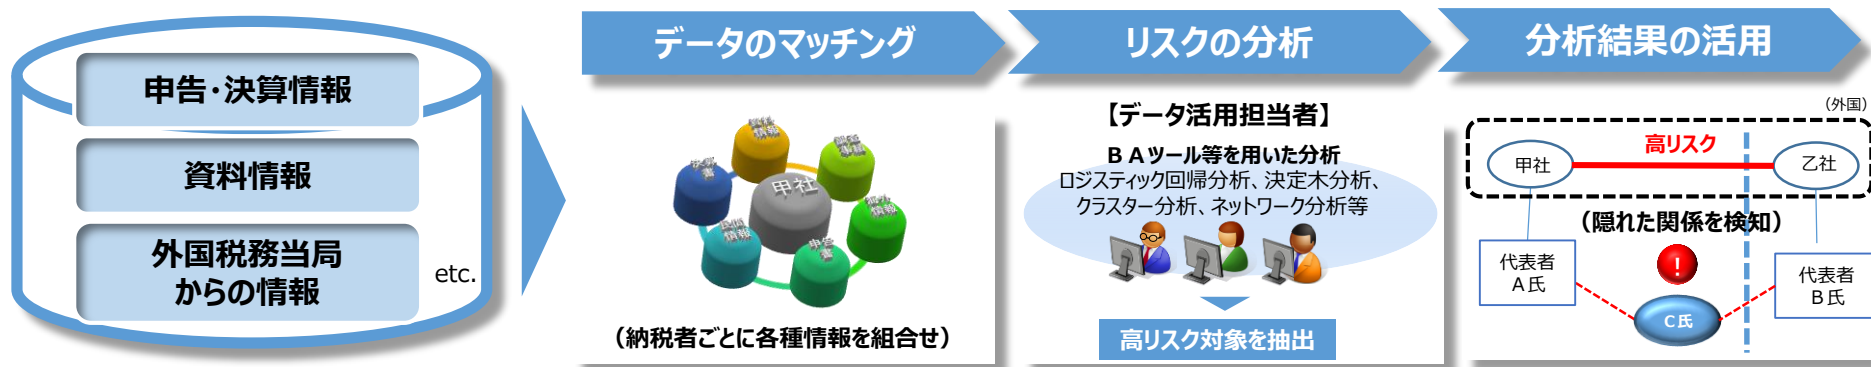 申告・決算情報
資料情報
外国税務当局
からの情報
etc.
データのマッチング
甲社
申告
(納税者ごとに各種情報を組合せ)
リスクの分析
【データ活用担当者】
BAツール等を用いた分析
ロジスティック回帰分析、決定木分析、
クラスター分析、ネットワーク分析等
高リスク対象を抽出
分析結果の活用
(外国)
高リスク
甲社
乙社
(隠れた関係を検知)
代表者
A氏
!
代表者
B氏
C氏